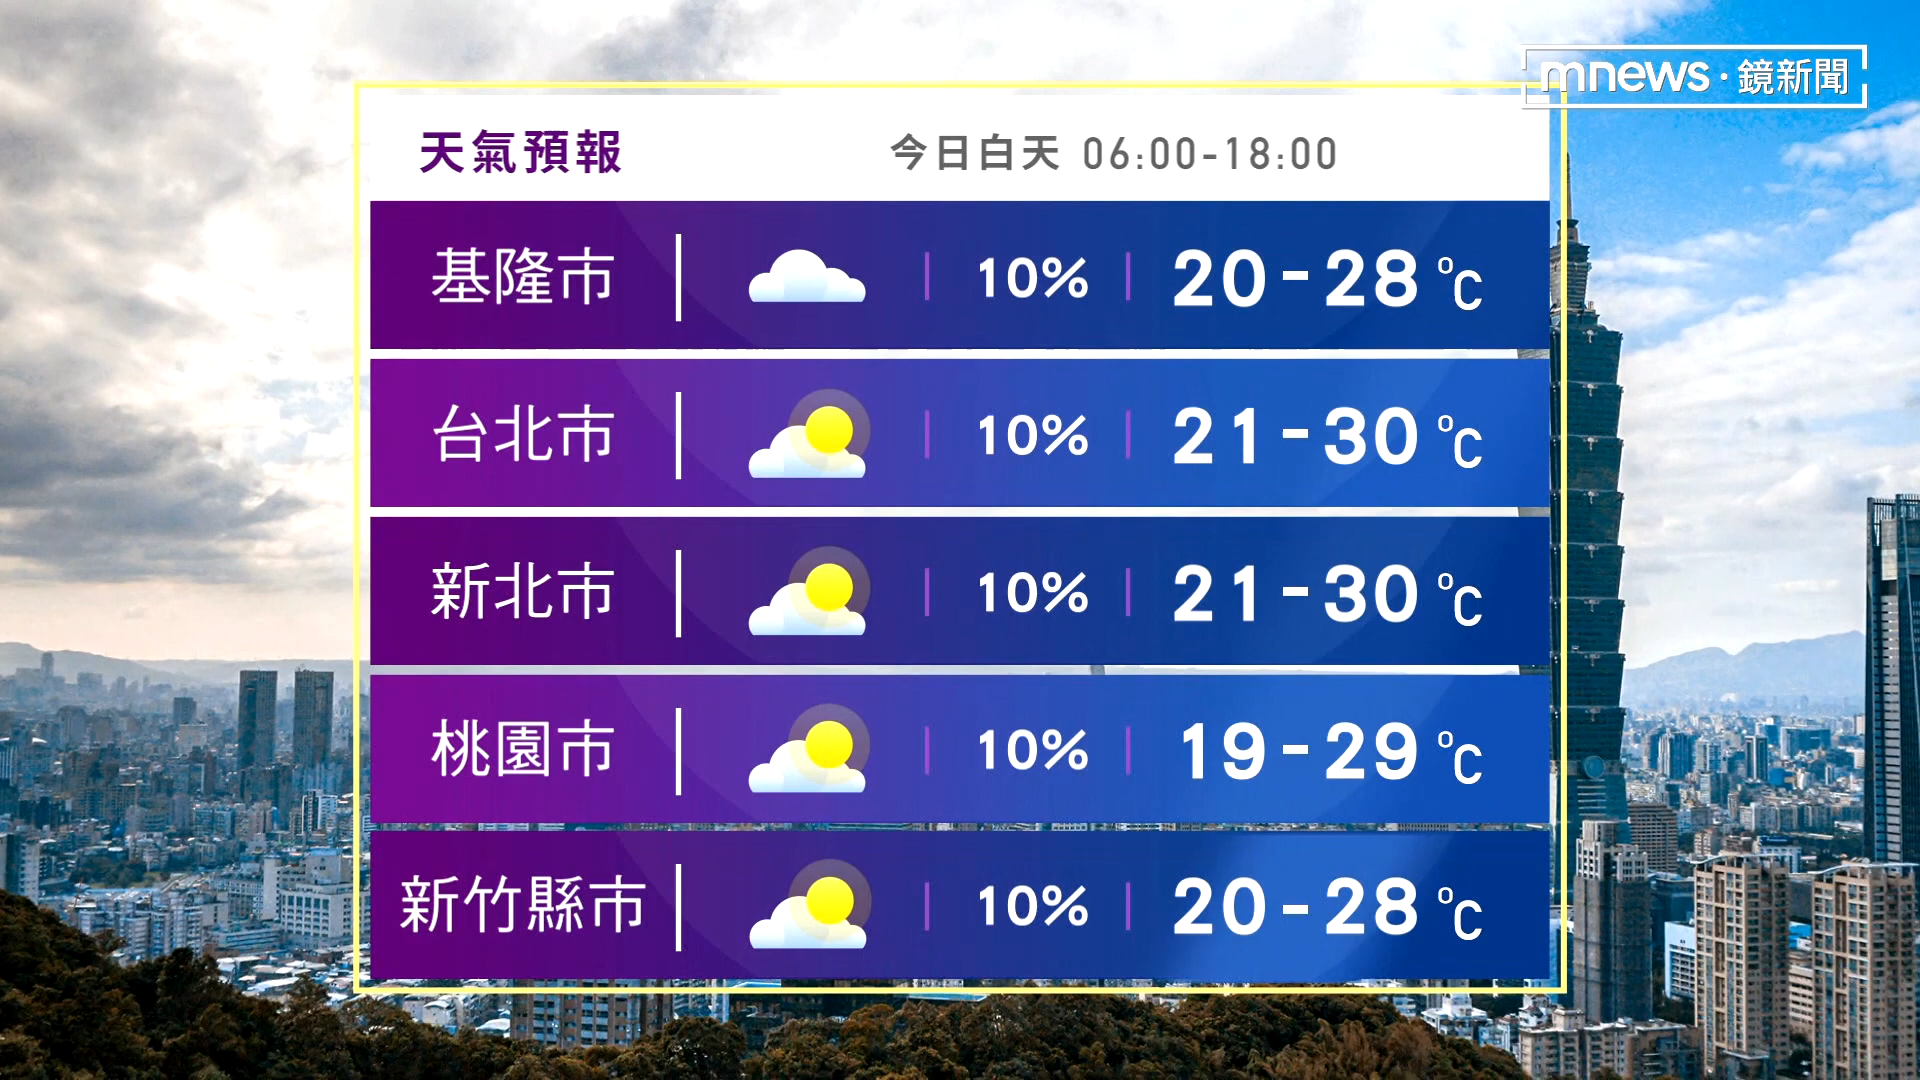 mnews · 鏡新聞
天氣預報 今日白天 06:00-18:00
基隆市 10% 20-28 °C
台北市 10% 21-30 °C
新北市 10% 21-30 °C
桃園市 10% 19-29 °C
新竹縣市 10% 20-28 °C